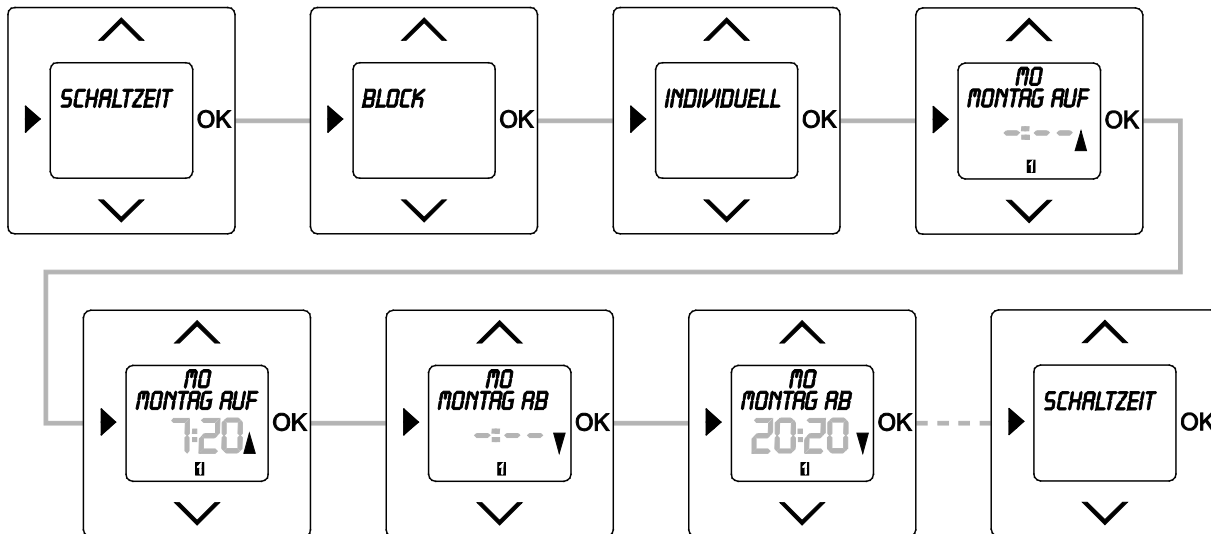 SCHALTZEIT
OK
BLOCK
OK
INDIVIDUELL
OK
MO
MONTAG AUF
-:--
1
OK
MO
MONTAG AUF
7:20
1
OK
MO
MONTAG AB
-:--
OK
MO
MONTAG AB
20:20
1
OK
SCHALTZEIT
OK